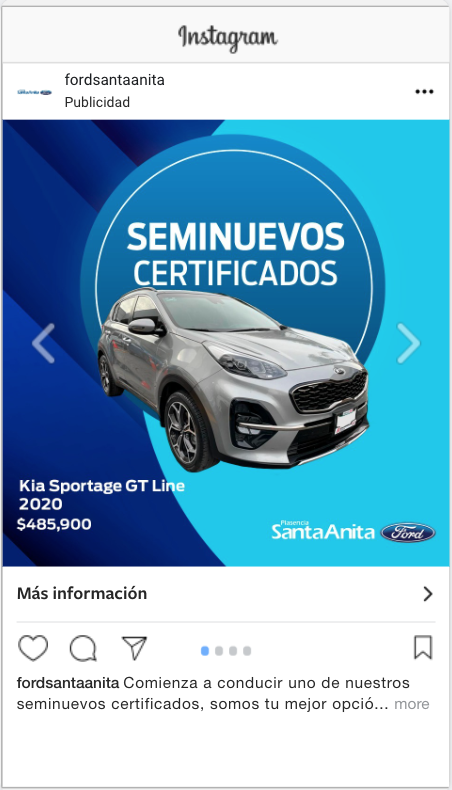 Instagram
fordsantaanita
Publicidad
SEMINUEVOS
CERTIFICADOS
Kia Sportage GT Line
2020
$485,900
Plasencia
SantaAnita Ford
Más información
fordsantaanita Comienza a conducir uno de nuestros
seminuevos certificados, somos tu mejor opció... more